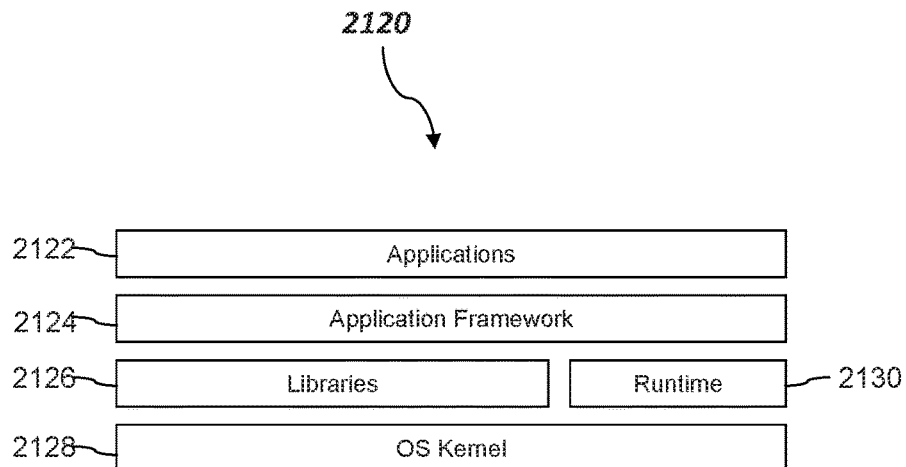 2120
2122 Applications
2124 Application Framework
2126 Libraries Runtime 2130
2128 OS Kernel